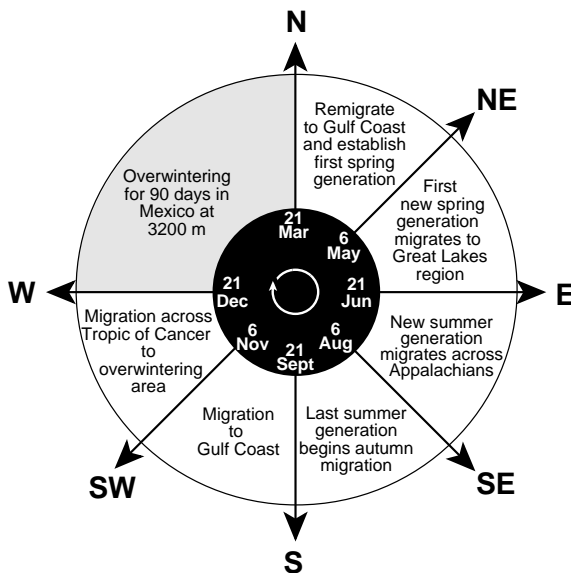 N
NE
Remigrate
to Gulf Coast
and establish
first spring
generation
Overwintering
for 90 days in
Mexico at
3200 m
First
new spring
generation
migrates to
Great Lakes
region
21
Mar
6
May
W
21
Dec
21
Jun
E
Migration across
Tropic of Cancer
to
overwintering
area
6
Nov
21
Sept
6
Aug
New summer
generation
migrates across
Appalachians
Migration
to
Gulf Coast
Last summer
generation
begins autumn
migration
SW
SE
S